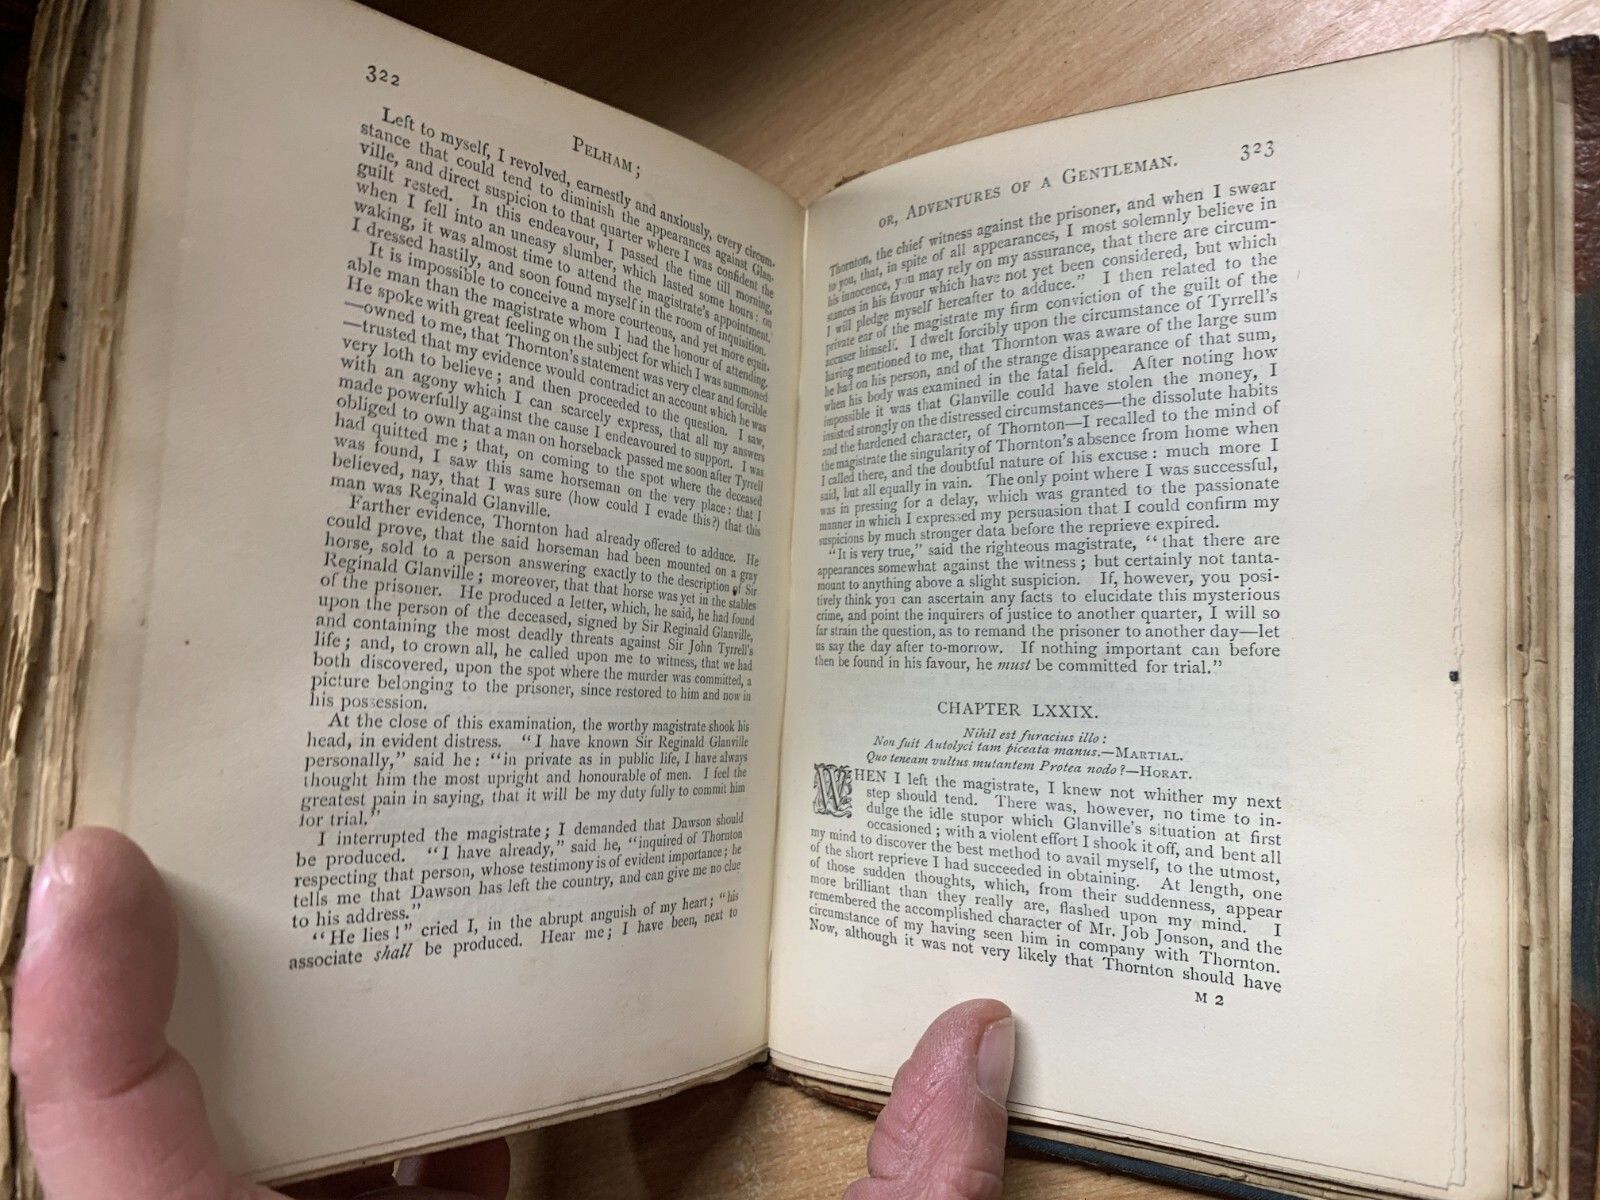 322
PELHAM;
Left to myself, I revolved, earnestly and anxiously, every circum-
stance that could tend to diminish the appearances against Glan-
ville, and direct suspicion to that quarter where I was confident the
guilt rested. In this endeavour, I passed the time till morning,
when I fell into an uneasy slumber, which lasted some hours: on
waking, it was almost time to attend the magistrate's appointment.
I dressed hastily, and soon found myself in the room of inquisition.
It is impossible to conceive a more courteous, and yet more equit-
able man than the magistrate whom I had the honour of attending.
He spoke with great feeling on the subject for which I was summoned
—owned to me, that Thornton's statement was very clear and forcible
—trusted that my evidence would contradict an account which he was
very loth to believe; and then proceeded to the question. I saw,
with an agony which I can scarcely express, that all my answers
made powerfully against the cause I endeavoured to support. I was
obliged to own that a man on horseback passed me soon after Tyrrell
had quitted me; that, on coming to the spot where the deceased
was found, I saw this same horseman on the very place: that I
believed, nay, that I was sure (how could I evade this?) that this
man was Reginald Glanville.
Farther evidence, Thornton had already offered to adduce. He
could prove, that the said horseman had been mounted on a gray
horse, sold to a person answering exactly to the description of Sir
Reginald Glanville; moreover, that that horse was yet in the stables
of the prisoner. He produced a letter, which, he said, he had found
upon the person of the deceased, signed by Sir Reginald Glanville,
and containing the most deadly threats against Sir John Tyrrell's
life; and, to crown all, he called upon me to witness, that we had
both discovered, upon the spot where the murder was committed, a
picture belonging to the prisoner, since restored to him and now in
his possession.
At the close of this examination, the worthy magistrate shook his
head, in evident distress. "I have known Sir Reginald Glanville
personally," said he: "in private as in public life, I have always
thought him the most upright and honourable of men. I feel the
greatest pain in saying, that it will be my duty fully to commit him
for trial."
I interrupted the magistrate; I demanded that Dawson should
be produced. "I have already," said he, "inquired of Thornton
respecting that person, whose testimony is of evident importance; he
tells me that Dawson has left the country, and can give me no clue
to his address."
"He lies!" cried I, in the abrupt anguish of my heart; "his
associate shall be produced. Hear me; I have been, next to
OR, ADVENTURES OF A GENTLEMAN. 323
Thornton, the chief witness against the prisoner, and when I swear
to you, that, in spite of all appearances, I most solemnly believe in
his innocence, you may rely on my assurance, that there are circum-
stances in his favour which have not yet been considered, but which
I will pledge myself hereafter to adduce." I then related to the
private ear of the magistrate my firm conviction of the guilt of the
accuser himself. I dwelt forcibly upon the circumstance of Tyrrell's
having mentioned to me, that Thornton was aware of the large sum
he had on his person, and of the strange disappearance of that sum,
when his body was examined in the fatal field. After noting how
impossible it was that Glanville could have stolen the money, I
insisted strongly on the distressed circumstances—the dissolute habits
and the hardened character, of Thornton—I recalled to the mind of
the magistrate the singularity of Thornton's absence from home when
I called there, and the doubtful nature of his excuse: much more I
said, but all equally in vain. The only point where I was successful,
was in pressing for a delay, which was granted to the passionate
manner in which I expressed my persuasion that I could confirm my
suspicions by much stronger data before the reprieve expired.
"It is very true," said the righteous magistrate, "that there are
appearances somewhat against the witness; but certainly not tanta-
mount to anything above a slight suspicion. If, however, you posi-
tively think you can ascertain any facts to elucidate this mysterious
crime, and point the inquirers of justice to another quarter, I will so
far strain the question, as to remand the prisoner to another day—let
us say the day after to-morrow. If nothing important can before
then be found in his favour, he must be committed for trial."
CHAPTER LXXIX.
Nihil est furacius illo:
Non fuit Autolyci tam piceata manus.—MARTIAL.
Quo teneam vultus mutantem Protea nodo?—HORAT.
WHEN I left the magistrate, I knew not whither my next
step should tend. There was, however, no time to in-
dulge the idle stupor which Glanville's situation at first
occasioned; with a violent effort I shook it off, and bent all
my mind to discover the best method to avail myself, to the utmost,
of the short reprieve I had succeeded in obtaining. At length, one
of those sudden thoughts, which, from their suddenness, appear
more brilliant than they really are, flashed upon my mind. I
remembered the accomplished character of Mr. Job Jonson, and the
circumstance of my having seen him in company with Thornton.
Now, although it was not very likely that Thornton should have
M 2